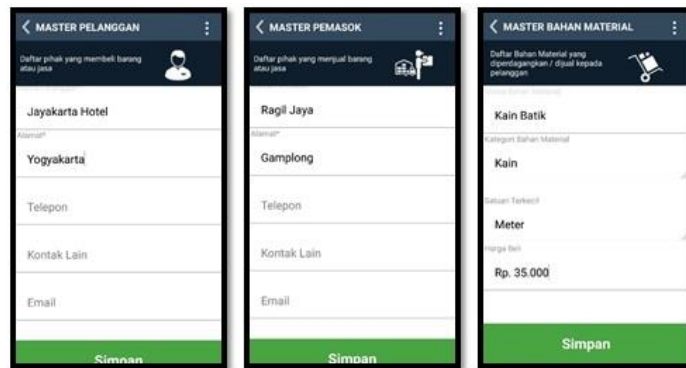 MASTER PELANGGAN
Daftar pihak yang membeli barang
atau jasa
Jayakarta Hotel
Alamat*
Yogyakarta
Telepon
Kontak Lain
Email
Simpan
MASTER PEMASOK
Daftar pihak yang menjual barang
atau jasa
Ragil Jaya
Alamat*
Gamplong
Telepon
Kontak Lain
Email
Simpan
MASTER BAHAN MATERIAL
Daftar Bahan Material yang
diperdagangkan / dijual kepada
pelanggan
Bahan Material
Kain Batik
Kategori Bahan Material
Kain
Satuan Terkecil
Meter
Harga Beli
Rp. 35.000
Simpan